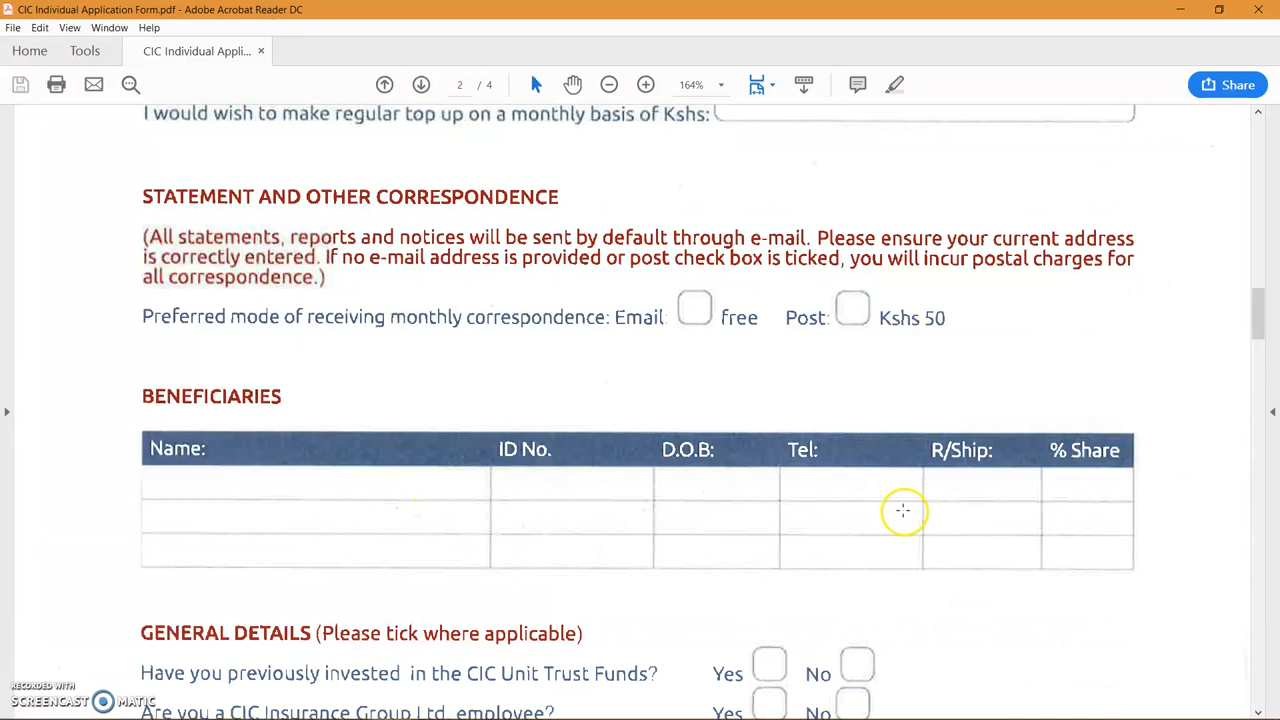 CIC Individual Application Form.pdf - Adobe Acrobat Reader DC
File Edit View Window Help
Home Tools CIC Individual Appli... ×
2 / 4 164% Share
I would wish to make regular top up on a monthly basis of Kshs:
STATEMENT AND OTHER CORRESPONDENCE
(All statements, reports and notices will be sent by default through e-mail. Please ensure your current address
is correctly entered. If no e-mail address is provided or post check box is ticked, you will incur postal charges for
all correspondence.)
Preferred mode of receiving monthly correspondence: Email: free Post: Kshs 50
BENEFICIARIES
Name: ID No. D.O.B: Tel: R/Ship: % Share
GENERAL DETAILS (Please tick where applicable)
Have you previously invested in the CIC Unit Trust Funds? Yes No
Are you a CIC Insurance Group Ltd. employee? Yes No
RECORDED WITH
SCREENCAST MATIC